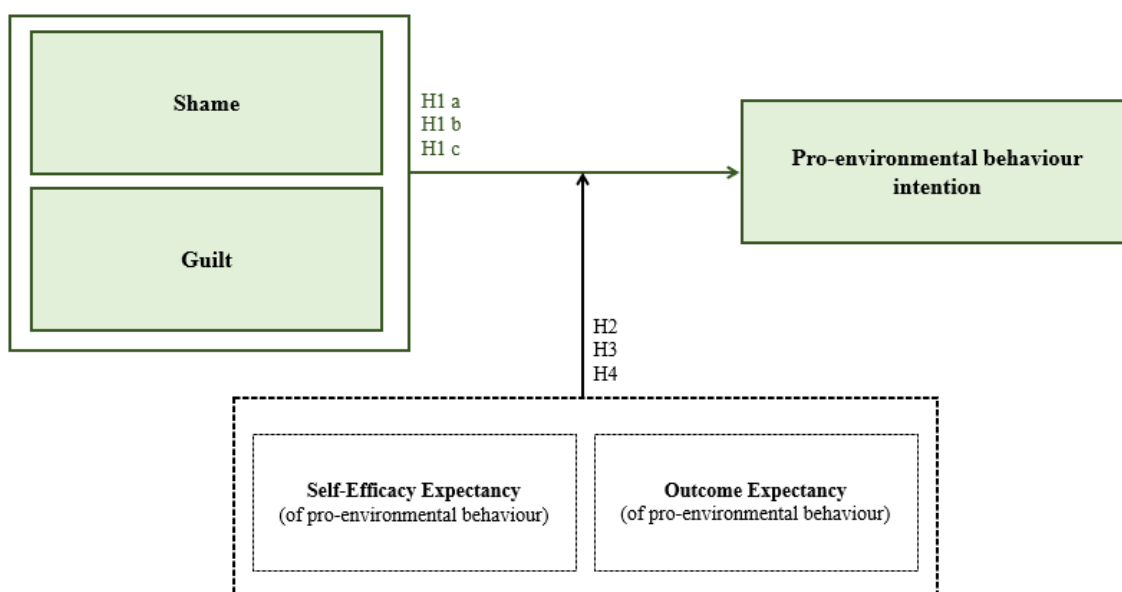 Shame
H1 a
H1 b
H1 c
Pro-environmental behaviour
intention
Guilt
H2
H3
H4
Self-Efficacy Expectancy
(of pro-environmental behaviour)
Outcome Expectancy
(of pro-environmental behaviour)